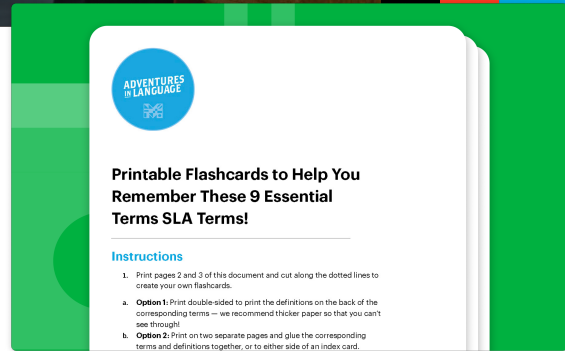 ADVENTURES
IN LANGUAGE
Printable Flashcards to Help You
Remember These 9 Essential
Terms SLA Terms!
Instructions
1. Print pages 2 and 3 of this document and cut along the dotted lines to
create your own flashcards.
a. Option 1: Print double-sided to print the definitions on the back of the
corresponding terms — we recommend thicker paper so that you can't
see through!
b. Option 2: Print on two separate pages and glue the corresponding
terms and definitions together, or to either side of an index card.